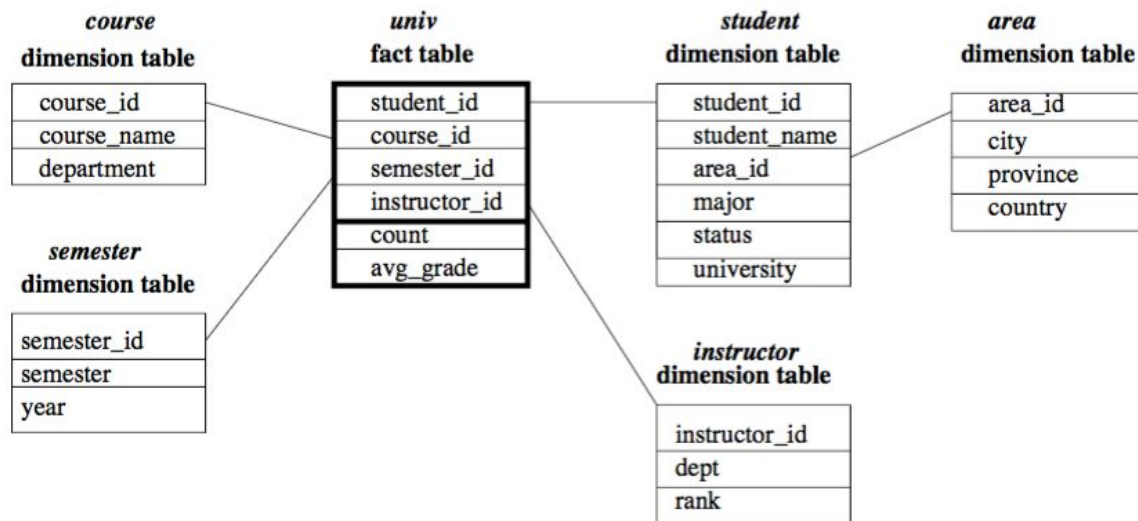 course
dimension table
course_id
course_name
department
univ
fact table
student_id
course_id
semester_id
instructor_id
count
avg_grade
student
dimension table
student_id
student_name
area_id
major
status
university
area
dimension table
area_id
city
province
country
semester
dimension table
semester_id
semester
year
instructor
dimension table
instructor_id
dept
rank